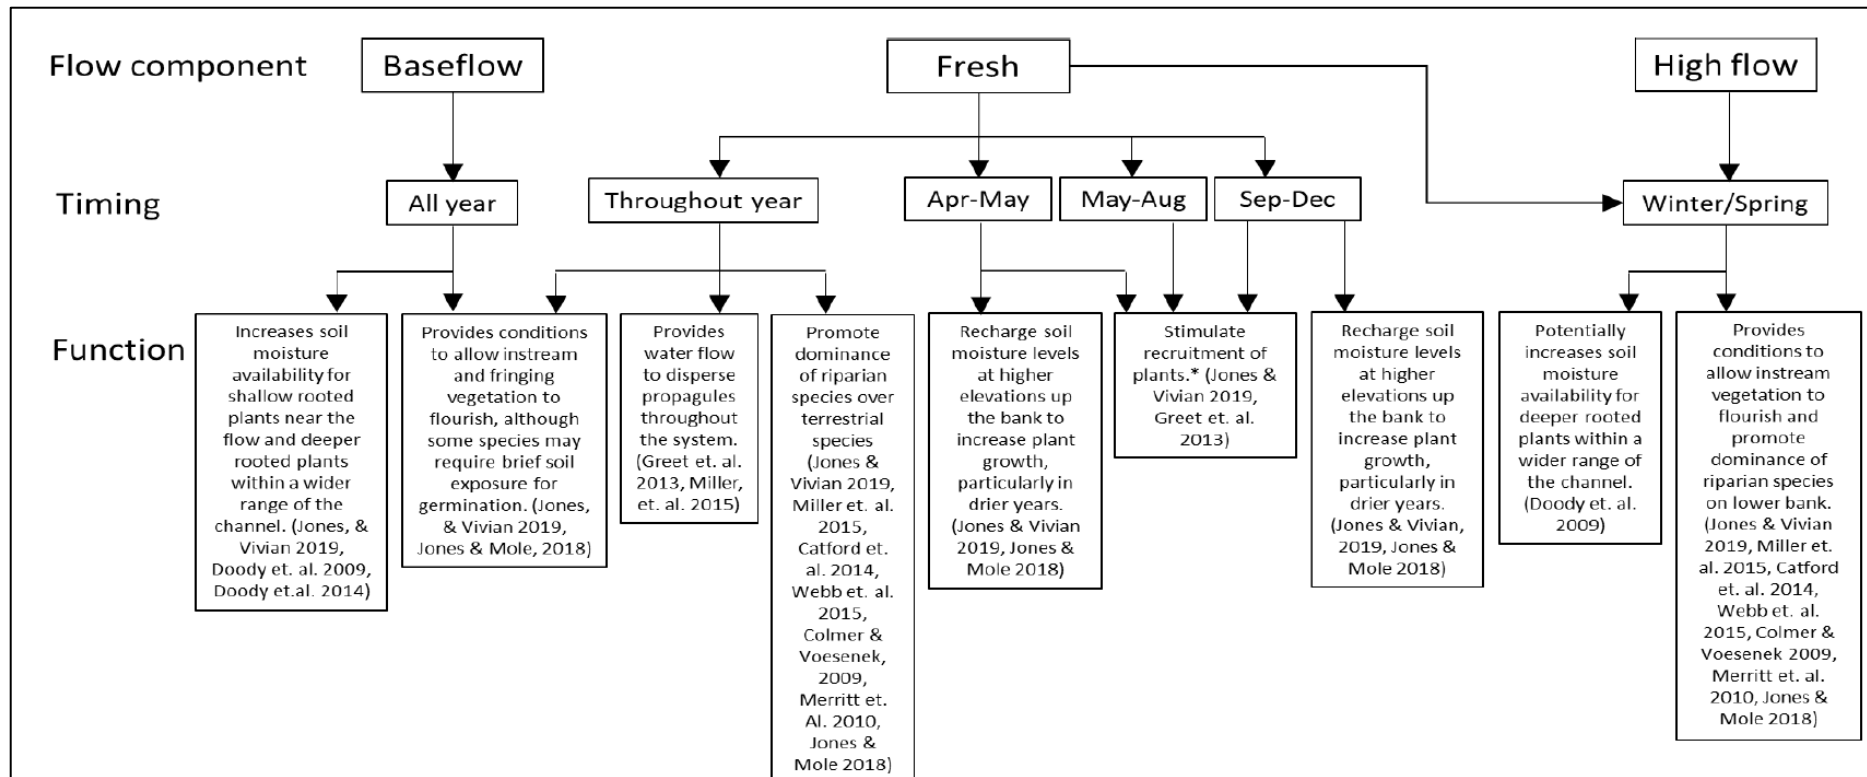 Flow component
Baseflow
Fresh
High flow
Timing
All year
Throughout year
Apr-May
May-Aug
Sep-Dec
Winter/Spring
Function
Increases soil
moisture
availability for
shallow rooted
plants near the
flow and deeper
rooted plants
within a wider
range of the
channel. (Jones, &
Vivian 2019,
Doody et. al. 2009,
Doody et.al. 2014)
Provides conditions
to allow instream
and fringing
vegetation to
flourish, although
some species may
require brief soil
exposure for
germination. (Jones,
& Vivian 2019,
Jones & Mole, 2018)
Provides
water flow
to disperse
propagules
throughout
the system.
(Greet et. al.
2013, Miller,
et. al. 2015)
Promote
dominance
of riparian
species over
terrestrial
species
(Jones &
Vivian 2019,
Miller et. al.
2015,
Catford et.
al. 2014,
Webb et. al.
2015,
Colmer &
Voesenek,
2009,
Merritt et.
Al. 2010,
Jones &
Mole 2018)
Recharge soil
moisture levels
at higher
elevations up
the bank to
increase plant
growth,
particularly in
drier years.
(Jones & Vivian
2019, Jones &
Mole 2018)
Stimulate
recruitment of
plants.* (Jones &
Vivian 2019,
Greet et. al.
2013)
Recharge soil
moisture levels
at higher
elevations up
the bank to
increase plant
growth,
particularly in
drier years.
(Jones & Vivian,
2019, Jones &
Mole 2018)
Potentially
increases soil
moisture
availability for
deeper rooted
plants within a
wider range of
the channel.
(Doody et. al.
2009)
Provides
conditions to
allow instream
vegetation to
flourish and
promote
dominance of
riparian species
on lower bank.
(Jones & Vivian
2019, Miller et.
al. 2015, Catford
et. al. 2014,
Webb et. al.
2015, Colmer &
Voesenek 2009,
Merritt et. al.
2010, Jones &
Mole 2018)